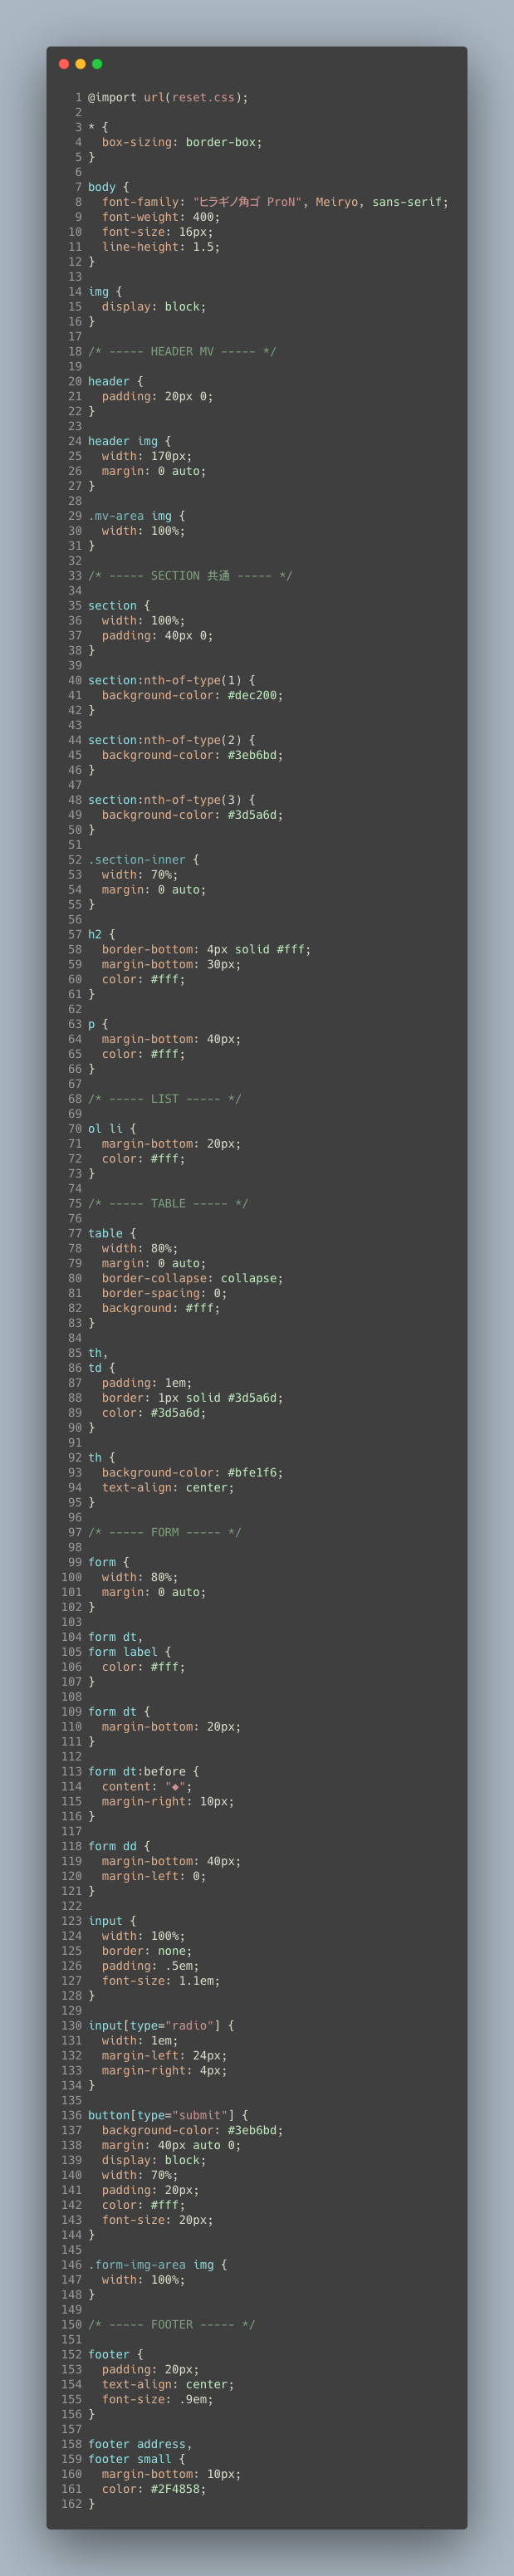 1 @import url(reset.css);
2
3 * {
4   box-sizing: border-box;
5 }
6
7 body {
8   font-family: "ヒラギノ角ゴ ProN", Meiryo, sans-serif;
9   font-weight: 400;
10   font-size: 16px;
11   line-height: 1.5;
12 }
13
14 img {
15   display: block;
16 }
17
18 /* ----- HEADER MV ----- */
19
20 header {
21   padding: 20px 0;
22 }
23
24 header img {
25   width: 170px;
26   margin: 0 auto;
27 }
28
29 .mv-area img {
30   width: 100%;
31 }
32
33 /* ----- SECTION 共通 ----- */
34
35 section {
36   width: 100%;
37   padding: 40px 0;
38 }
39
40 section:nth-of-type(1) {
41   background-color: #dec200;
42 }
43
44 section:nth-of-type(2) {
45   background-color: #3eb6bd;
46 }
47
48 section:nth-of-type(3) {
49   background-color: #3d5a6d;
50 }
51
52 .section-inner {
53   width: 70%;
54   margin: 0 auto;
55 }
56
57 h2 {
58   border-bottom: 4px solid #fff;
59   margin-bottom: 30px;
60   color: #fff;
61 }
62
63 p {
64   margin-bottom: 40px;
65   color: #fff;
66 }
67
68 /* ----- LIST ----- */
69
70 ol li {
71   margin-bottom: 20px;
72   color: #fff;
73 }
74
75 /* ----- TABLE ----- */
76
77 table {
78   width: 80%;
79   margin: 0 auto;
80   border-collapse: collapse;
81   border-spacing: 0;
82   background: #fff;
83 }
84
85 th,
86 td {
87   padding: 1em;
88   border: 1px solid #3d5a6d;
89   color: #3d5a6d;
90 }
91
92 th {
93   background-color: #bfe1f6;
94   text-align: center;
95 }
96
97 /* ----- FORM ----- */
98
99 form {
100   width: 80%;
101   margin: 0 auto;
102 }
103
104 form dt,
105 form label {
106   color: #fff;
107 }
108
109 form dt {
110   margin-bottom: 20px;
111 }
112
113 form dt:before {
114   content: "◆";
115   margin-right: 10px;
116 }
117
118 form dd {
119   margin-bottom: 40px;
120   margin-left: 0;
121 }
122
123 input {
124   width: 100%;
125   border: none;
126   padding: .5em;
127   font-size: 1.1em;
128 }
129
130 input[type="radio"] {
131   width: 1em;
132   margin-left: 24px;
133   margin-right: 4px;
134 }
135
136 button[type="submit"] {
137   background-color: #3eb6bd;
138   margin: 40px auto 0;
139   display: block;
140   width: 70%;
141   padding: 20px;
142   color: #fff;
143   font-size: 20px;
144 }
145
146 .form-img-area img {
147   width: 100%;
148 }
149
150 /* ----- FOOTER ----- */
151
152 footer {
153   padding: 20px;
154   text-align: center;
155   font-size: .9em;
156 }
157
158 footer address,
159 footer small {
160   margin-bottom: 10px;
161   color: #2F4858;
162 }